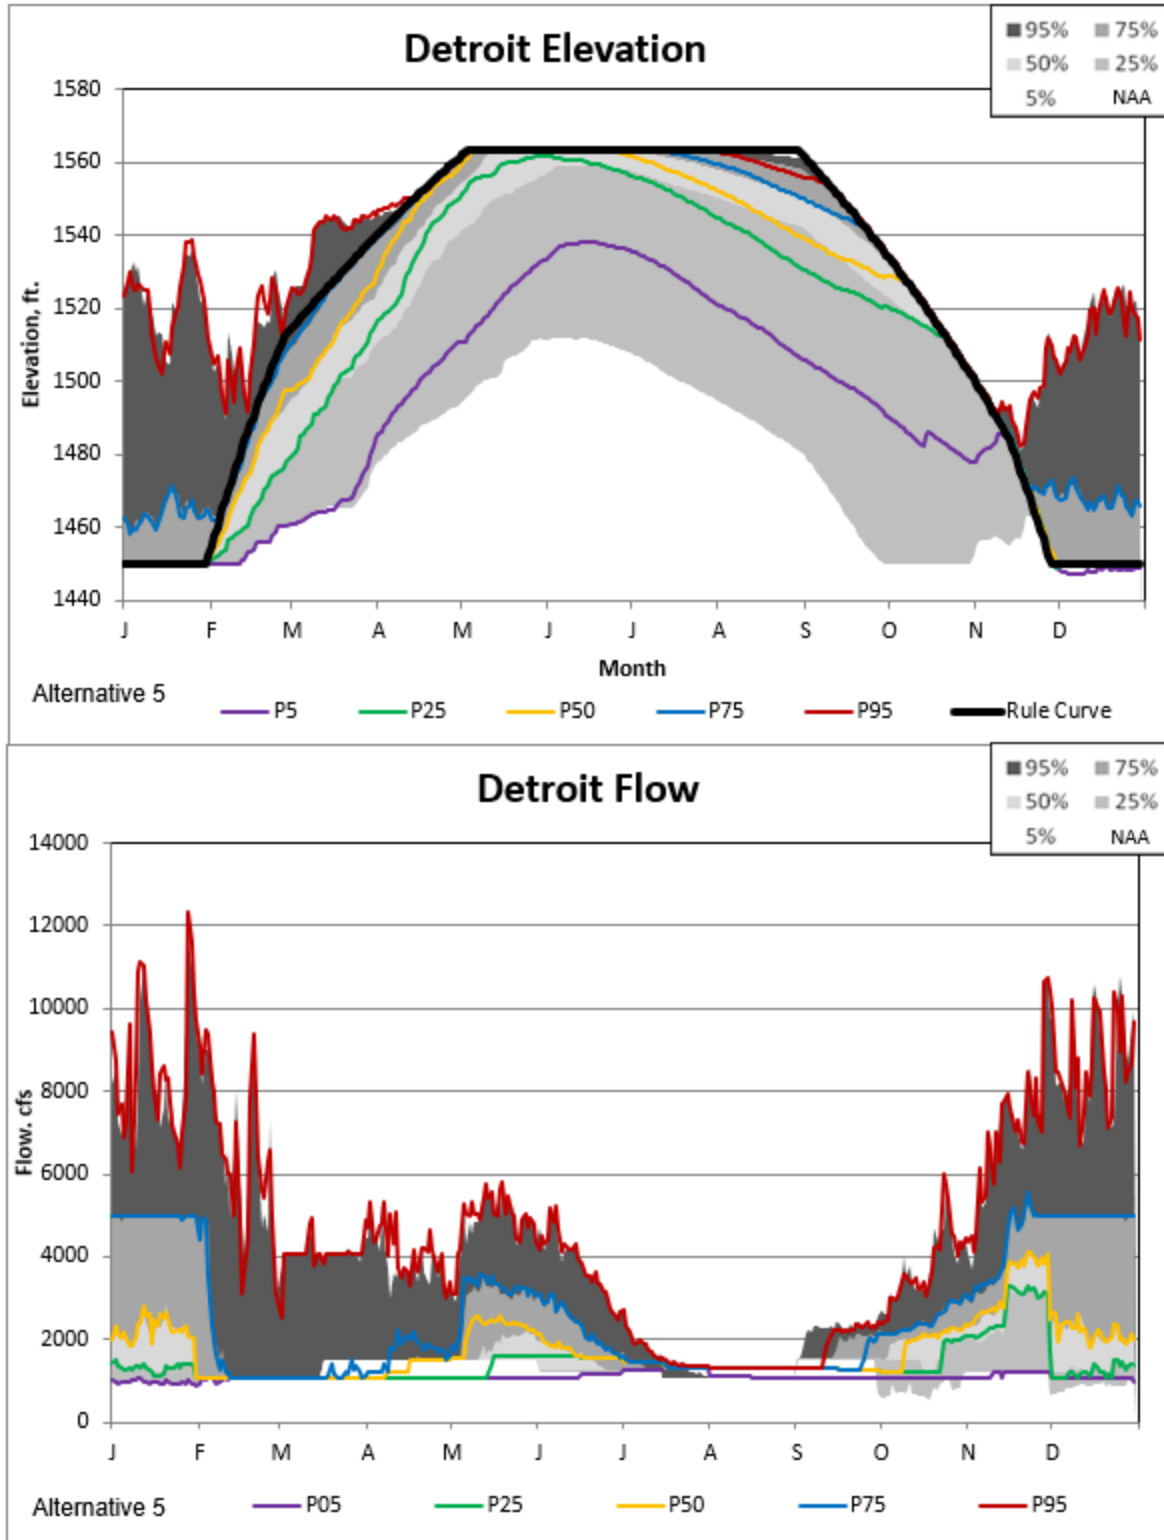 Detroit Elevation
95% 75%
50% 25%
5% NAA
1580
1560
1540
1520
1500
1480
1460
1440
Elevation, ft.
J F M A M J J A S O N D
Month
Alternative 5
P5 P25 P50 P75 P95 Rule Curve
Detroit Flow
95% 75%
50% 25%
5% NAA
14000
12000
10000
8000
6000
4000
2000
0
Flow. cfs
J F M A M J J A S O N D
Alternative 5
P05 P25 P50 P75 P95